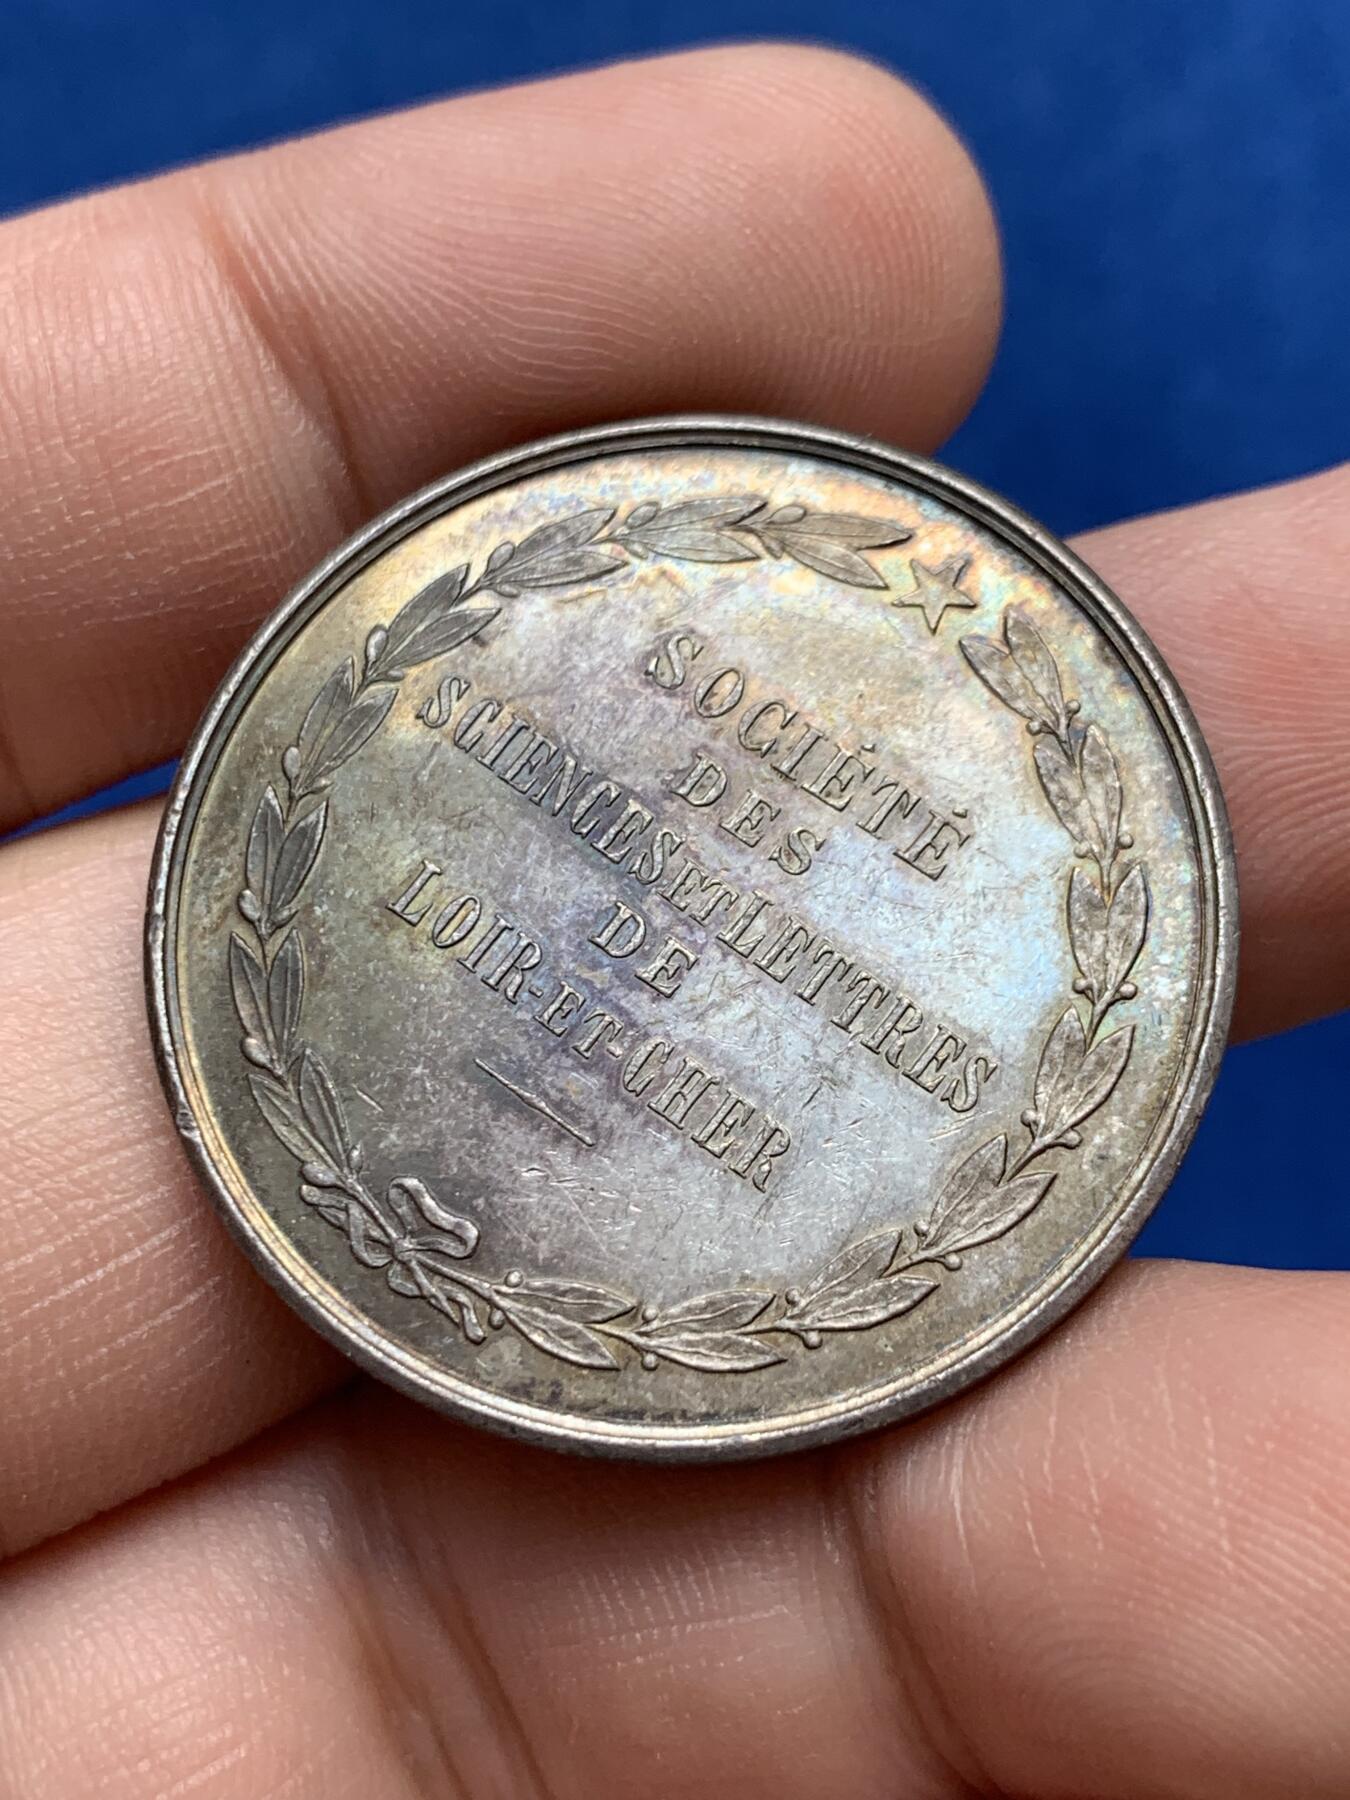 SOCIÉTÉ
DES
SCIENCES ET LETTRES
DE
LOIR-ET-CHER